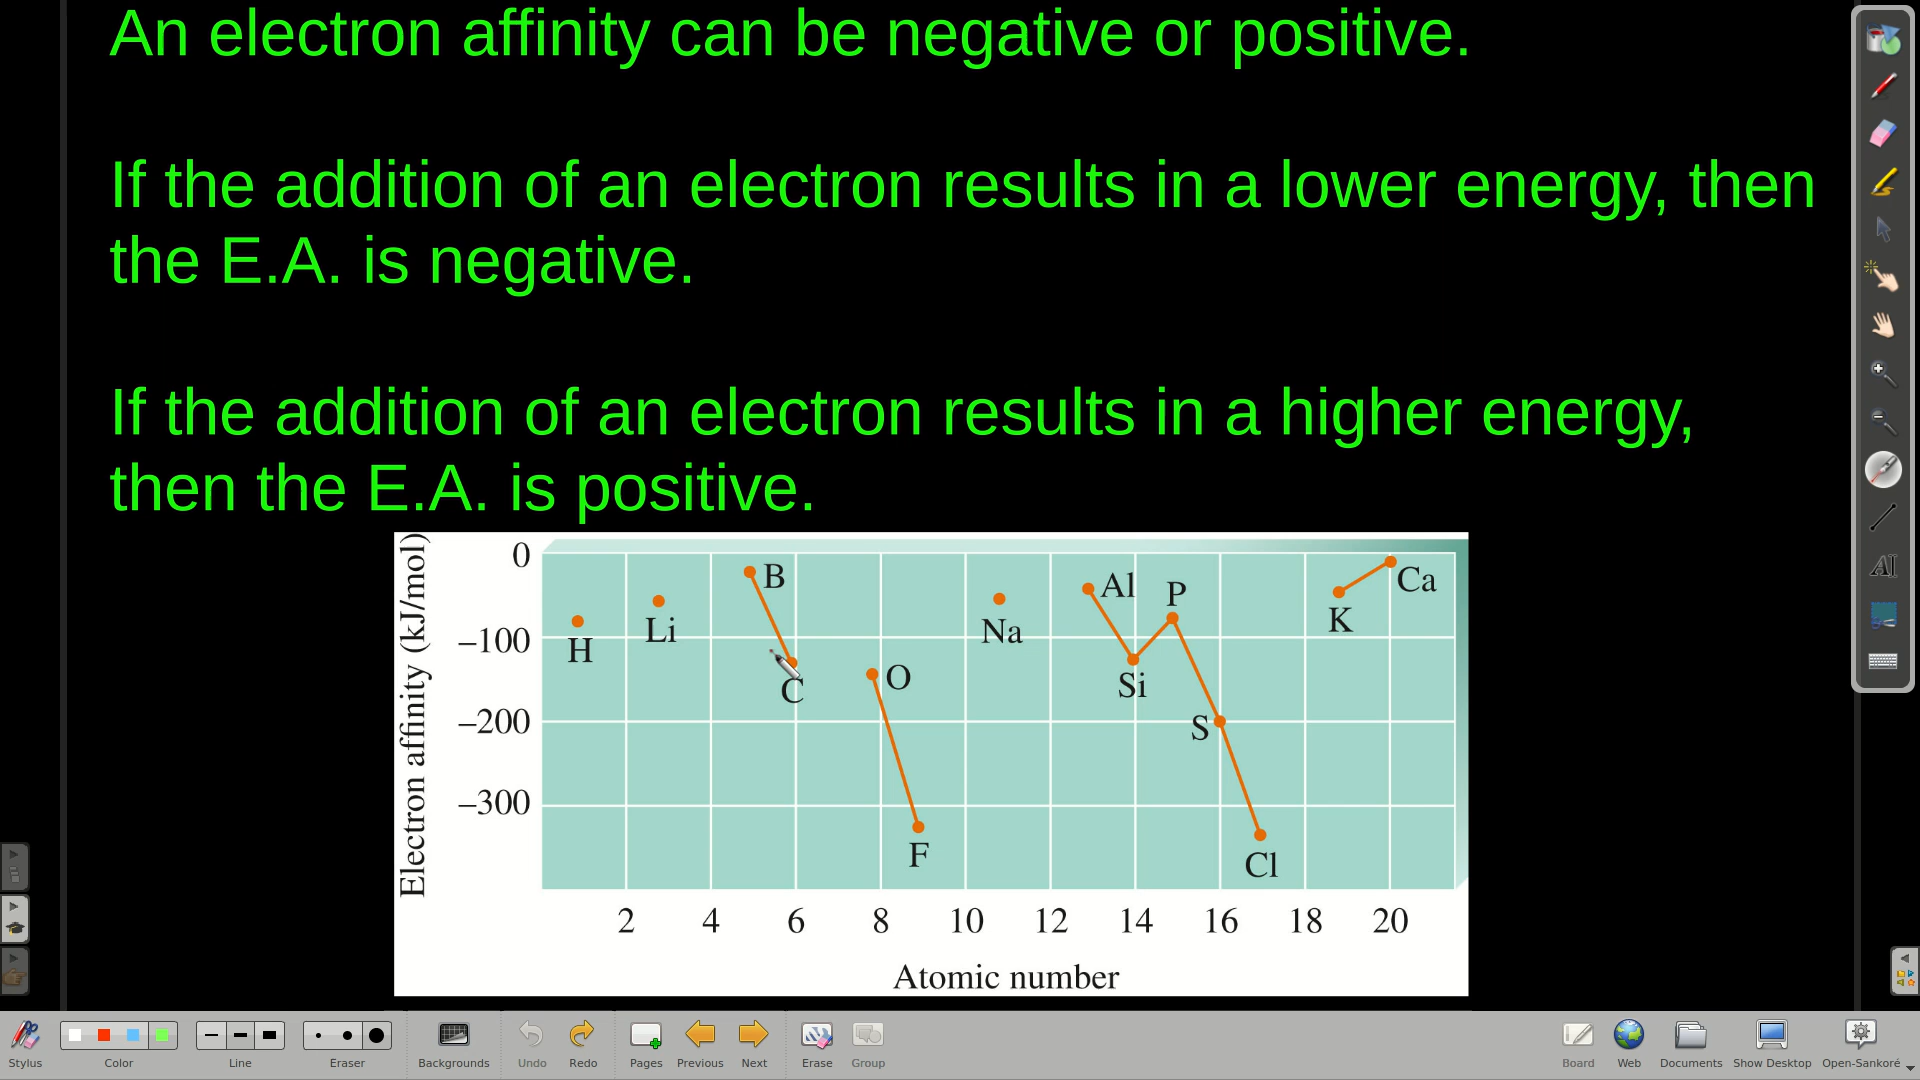 An electron affinity can be negative or positive.
If the addition of an electron results in a lower energy, then
the E.A. is negative.
If the addition of an electron results in a higher energy,
then the E.A. is positive.
Electron affinity (kJ/mol)
0
–100
–200
–300
H
Li
B
C
O
F
Na
Al
Si
P
S
Cl
K
Ca
2 4 6 8 10 12 14 16 18 20
Atomic number
AI
Stylus Color Line Eraser Backgrounds Undo Redo Pages Previous Next Erase Group Board Web Documents Show Desktop Open-Sankoré